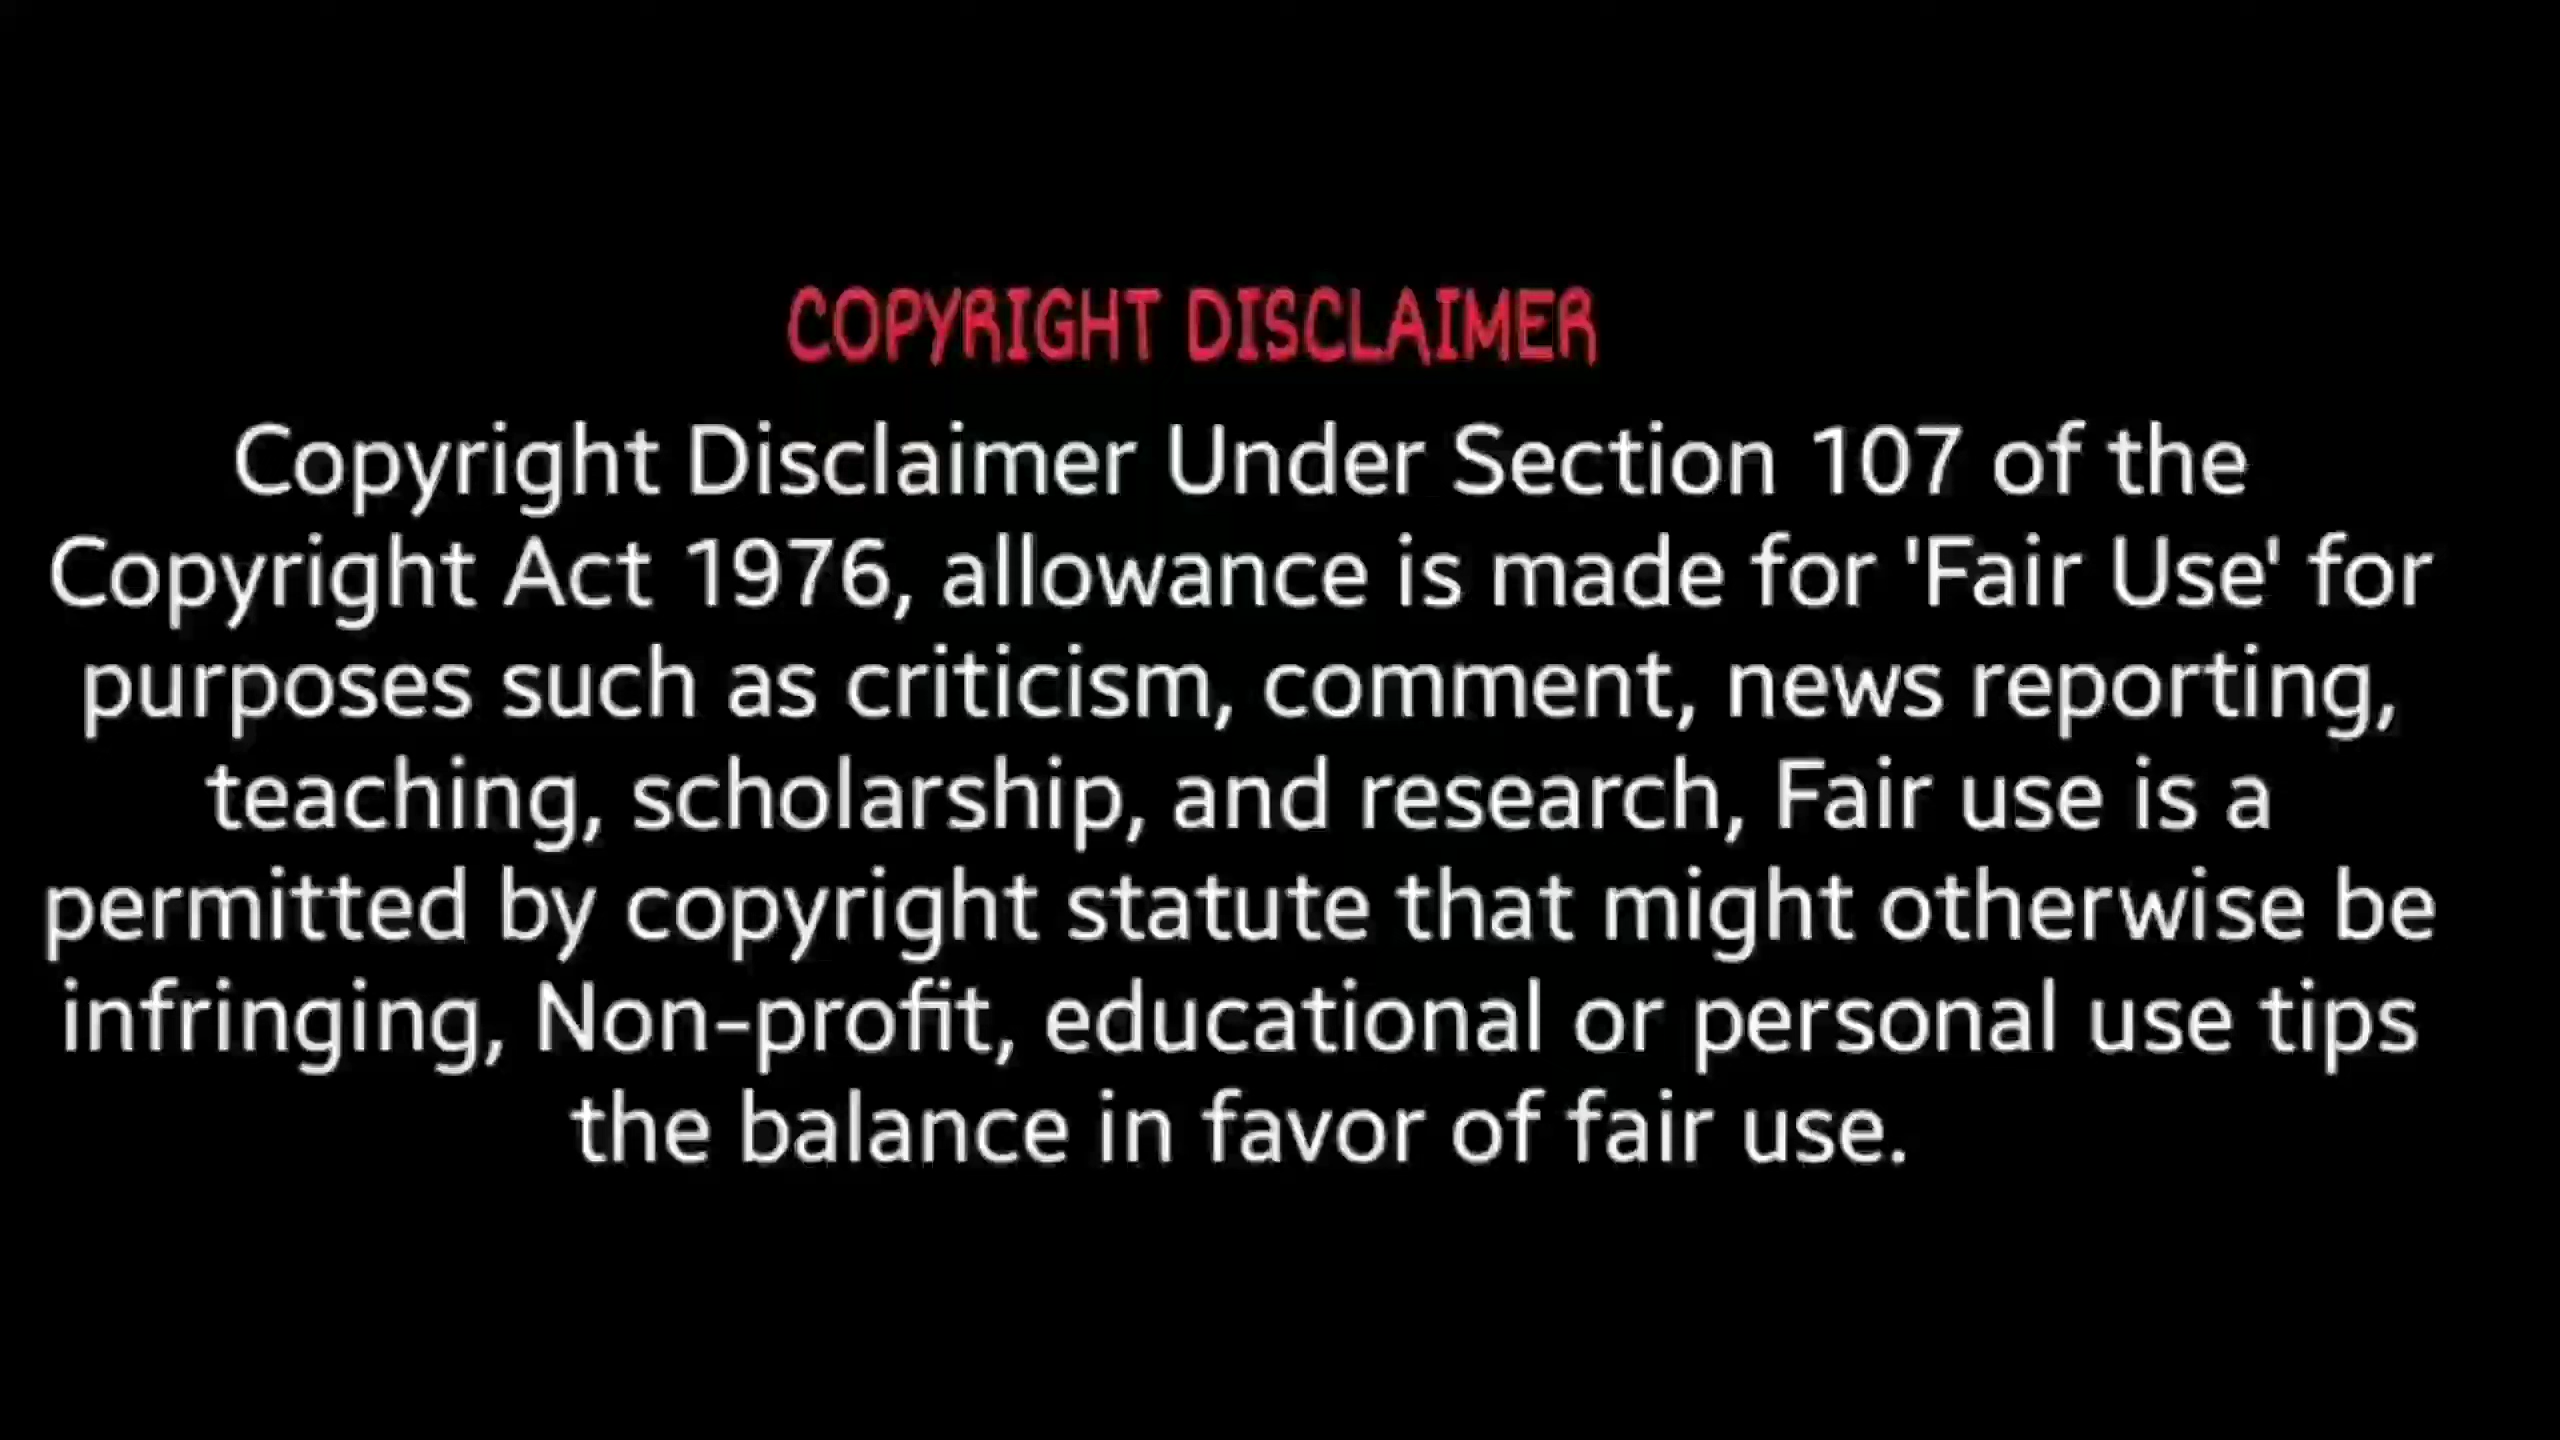 COPYRIGHT DISCLAIMER
Copyright Disclaimer Under Section 107 of the
Copyright Act 1976, allowance is made for 'Fair Use' for
purposes such as criticism, comment, news reporting,
teaching, scholarship, and research, Fair use is a
permitted by copyright statute that might otherwise be
infringing, Non-profit, educational or personal use tips
the balance in favor of fair use.